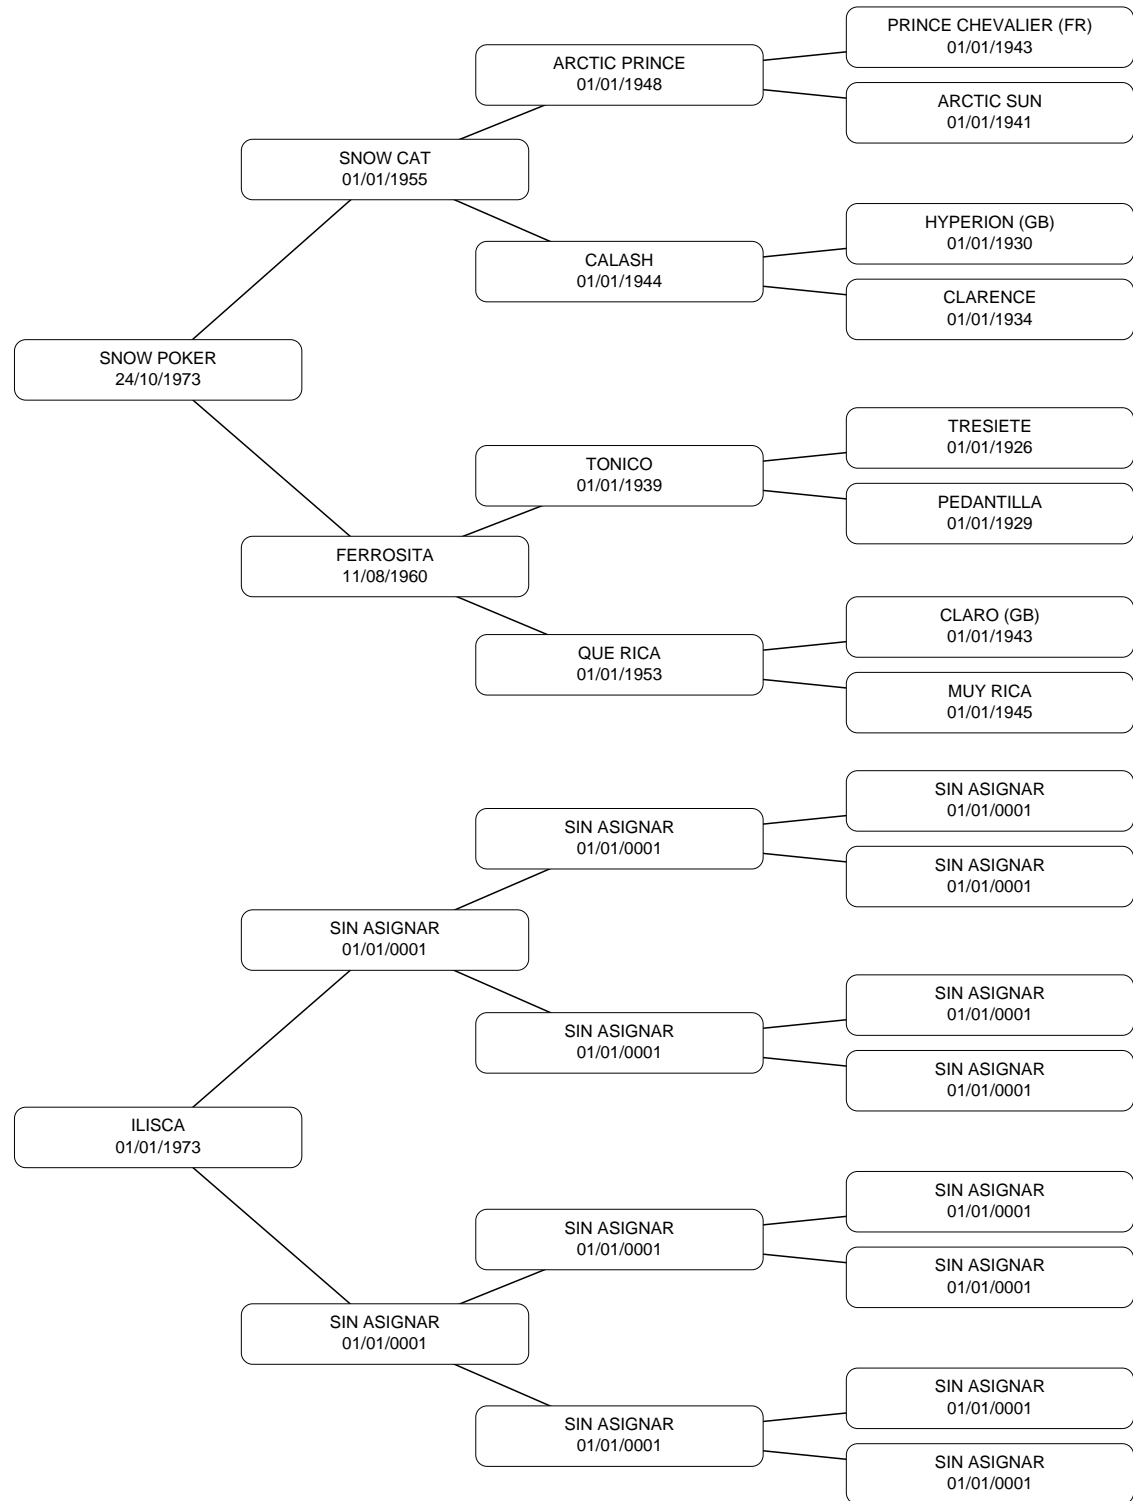 PRINCE CHEVALIER (FR)
01/01/1943
ARCTIC PRINCE
01/01/1948
ARCTIC SUN
01/01/1941
SNOW CAT
01/01/1955
HYPERION (GB)
01/01/1930
CALASH
01/01/1944
CLARENCE
01/01/1934
SNOW POKER
24/10/1973
TRESIETE
01/01/1926
TONICO
01/01/1939
PEDANTILLA
01/01/1929
FERROSITA
11/08/1960
CLARO (GB)
01/01/1943
QUE RICA
01/01/1953
MUY RICA
01/01/1945
SIN ASIGNAR
01/01/0001
SIN ASIGNAR
01/01/0001
SIN ASIGNAR
01/01/0001
SIN ASIGNAR
01/01/0001
SIN ASIGNAR
01/01/0001
SIN ASIGNAR
01/01/0001
SIN ASIGNAR
01/01/0001
ILISCA
01/01/1973
SIN ASIGNAR
01/01/0001
SIN ASIGNAR
01/01/0001
SIN ASIGNAR
01/01/0001
SIN ASIGNAR
01/01/0001
SIN ASIGNAR
01/01/0001
SIN ASIGNAR
01/01/0001
SIN ASIGNAR
01/01/0001